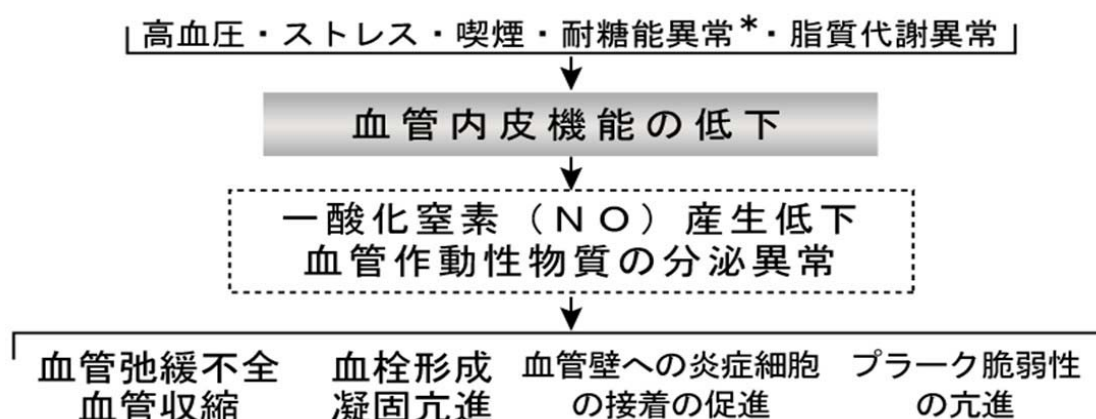 高血圧・ストレス・喫煙・耐糖能異常*・脂質代謝異常
血管内皮機能の低下
一酸化窒素(NO)産生低下
血管作動性物質の分泌異常
血管弛緩不全
血管収縮
血栓形成
凝固亢進
血管壁への炎症細胞
の接着の促進
プラーク脆弱性
の亢進